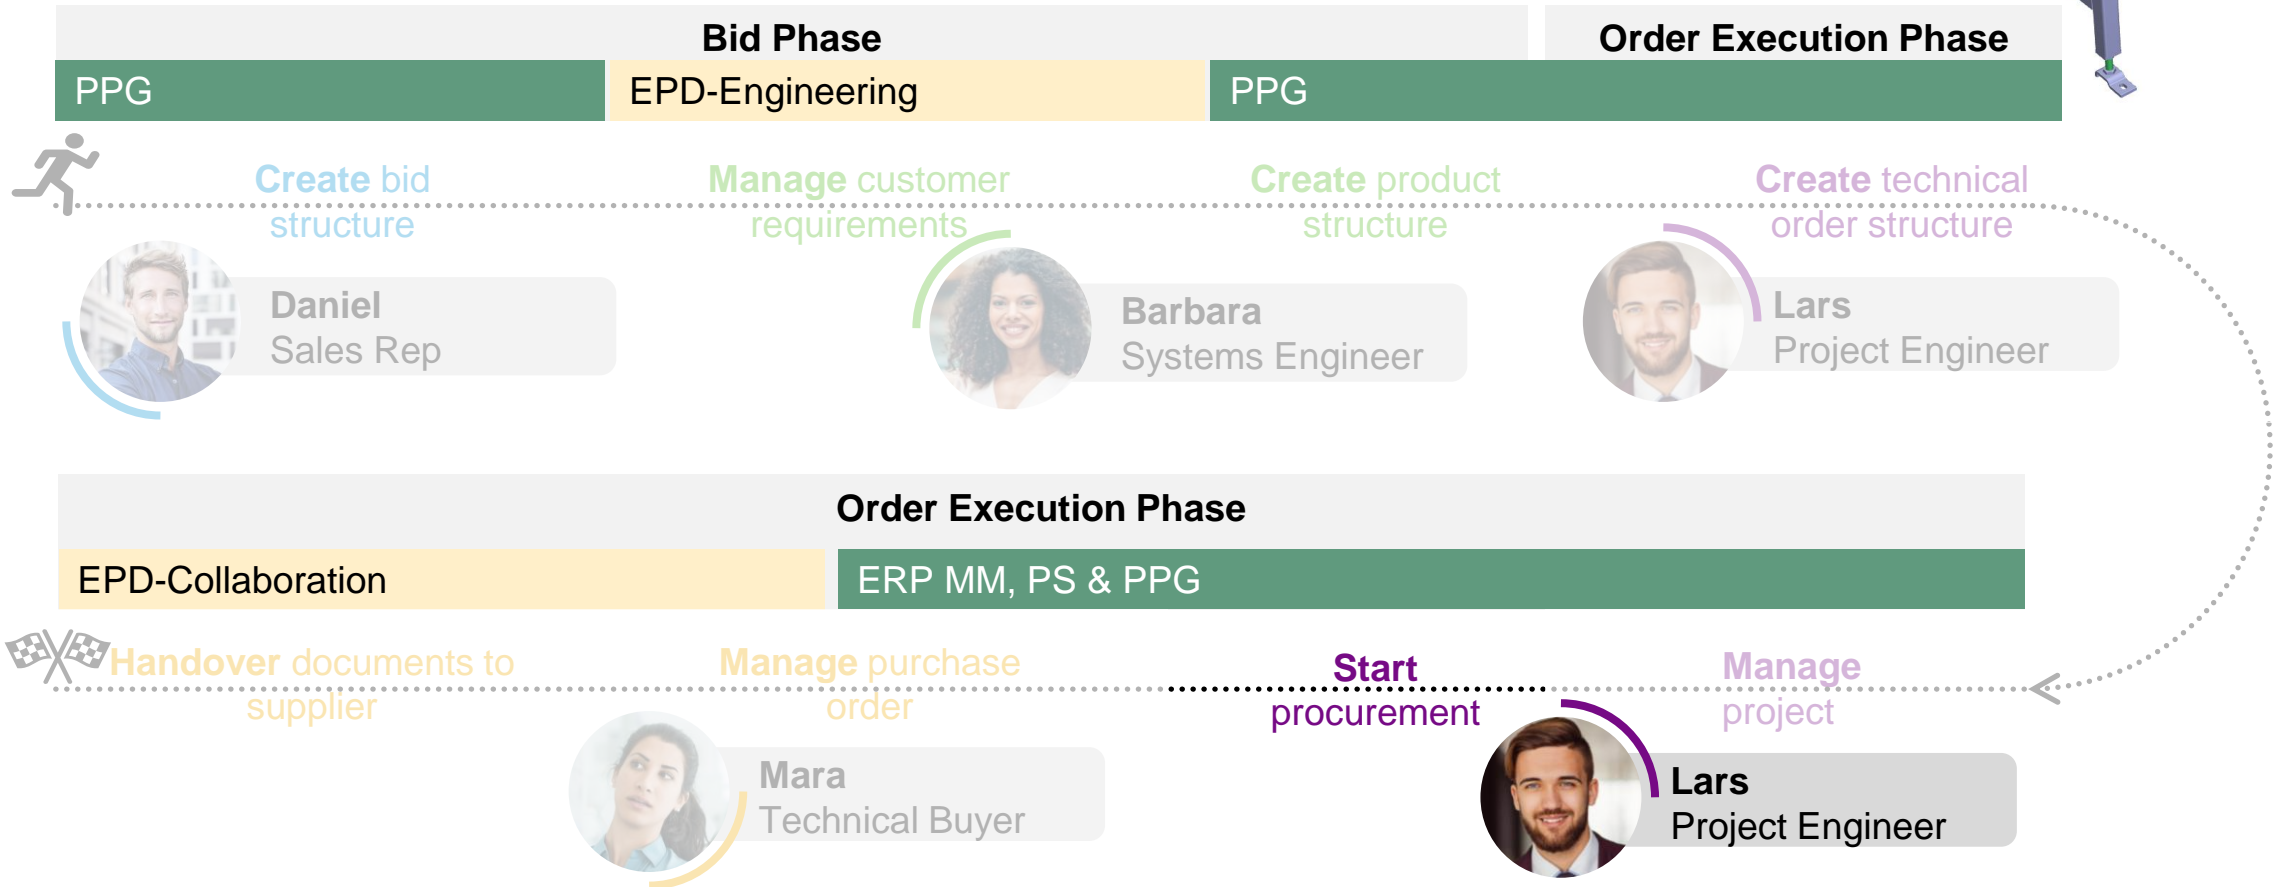 Bid Phase
Order Execution Phase
PPG
EPD-Engineering
PPG
Create bid
structure
Manage customer
requirements
Create product
structure
Create technical
order structure
Daniel
Sales Rep
Barbara
Systems Engineer
Lars
Project Engineer
Order Execution Phase
EPD-Collaboration
ERP MM, PS & PPG
Handover documents to
supplier
Manage purchase
order
Start
procurement
Manage
project
Mara
Technical Buyer
Lars
Project Engineer